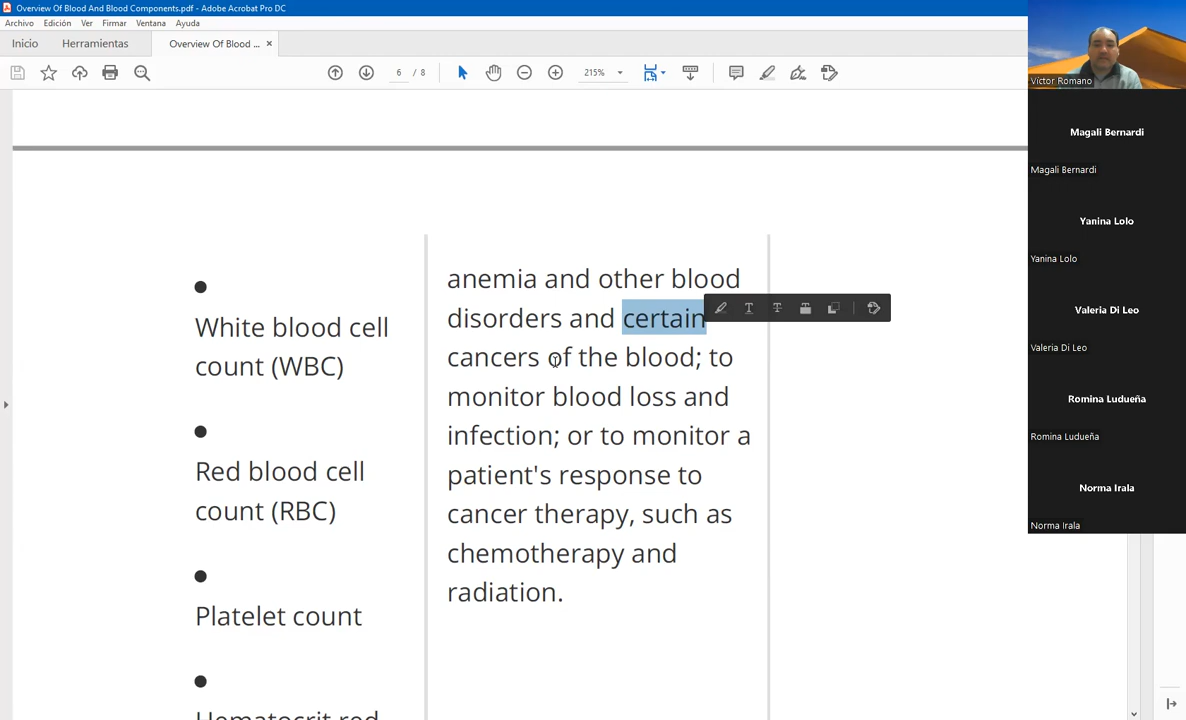 Overview Of Blood And Blood Components.pdf - Adobe Acrobat Pro DC
Archivo Edición Ver Firmar Ventana Ayuda
Inicio Herramientas Overview Of Blood ... ×
6 / 8 215%
anemia and other blood
disorders and certain
cancers of the blood; to
monitor blood loss and
infection; or to monitor a
patient's response to
cancer therapy, such as
chemotherapy and
radiation.
White blood cell
count (WBC)
Red blood cell
count (RBC)
Platelet count
Hematocrit red
Víctor Romano
Magali Bernardi
Magali Bernardi
Yanina Lolo
Yanina Lolo
Valeria Di Leo
Valeria Di Leo
Romina Ludueña
Romina Ludueña
Norma Irala
Norma Irala